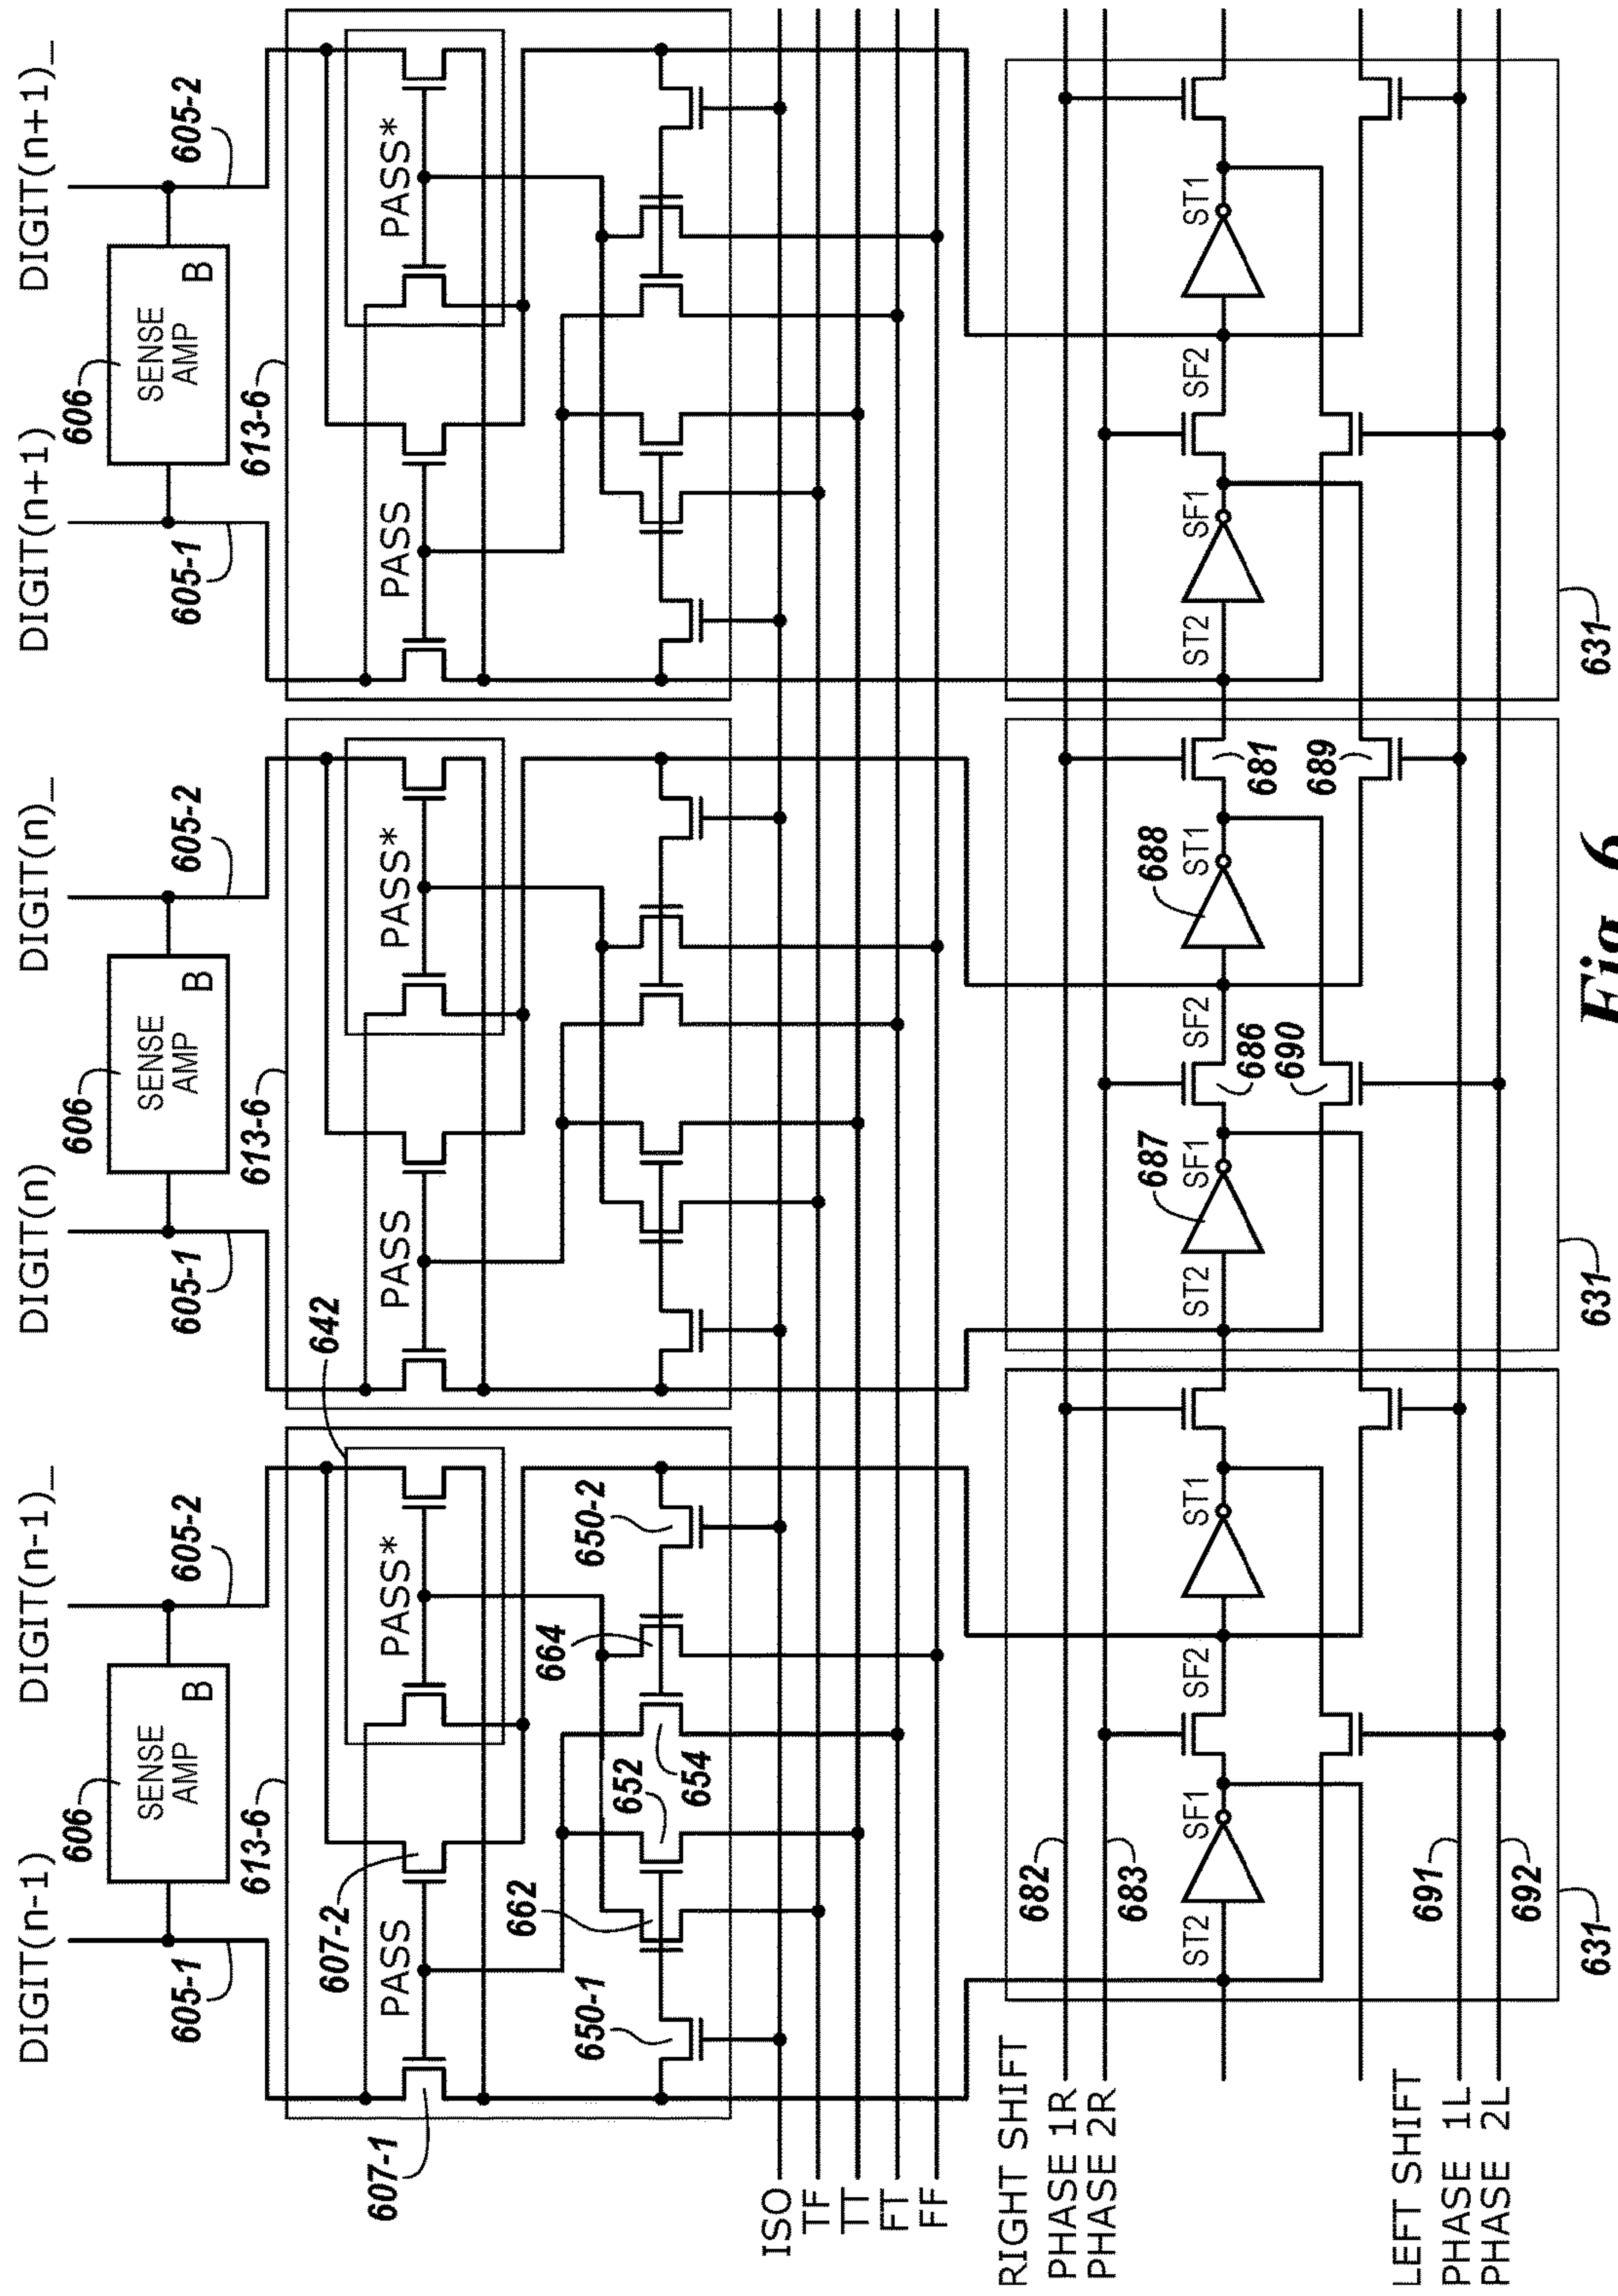 DIGIT(n-1)
DIGIT(n-1)_
DIGIT(n)
DIGIT(n)_
DIGIT(n+1)
DIGIT(n+1)_
606
SENSE
AMP
B
606
SENSE
AMP
B
606
SENSE
AMP
B
605-1
605-2
605-1
605-2
605-1
605-2
613-6
642
613-6
613-6
607-1
PASS
607-2
PASS*
PASS
PASS*
PASS
PASS*
650-1
662
652
654
664
650-2
ISO
TF
TT
FT
FF
RIGHT SHIFT
PHASE 1R
PHASE 2R
682
683
ST2
SF1
SF2
ST1
ST2
687
SF1
686
SF2
688
ST1
681
ST2
SF1
SF2
ST1
690
689
LEFT SHIFT
PHASE 1L
PHASE 2L
691
692
631
631
631
Fig. 6